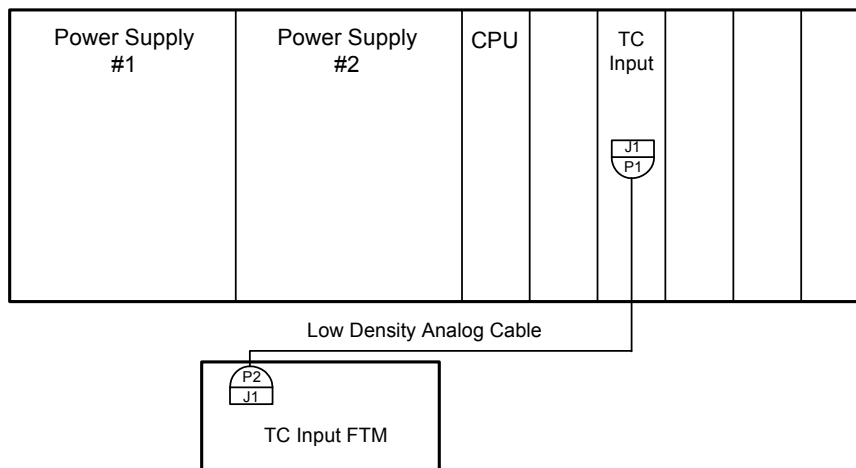 Power Supply
#1
Power Supply
#2
CPU
TC
Input
J1
P1
Low Density Analog Cable
P2
J1
TC Input FTM